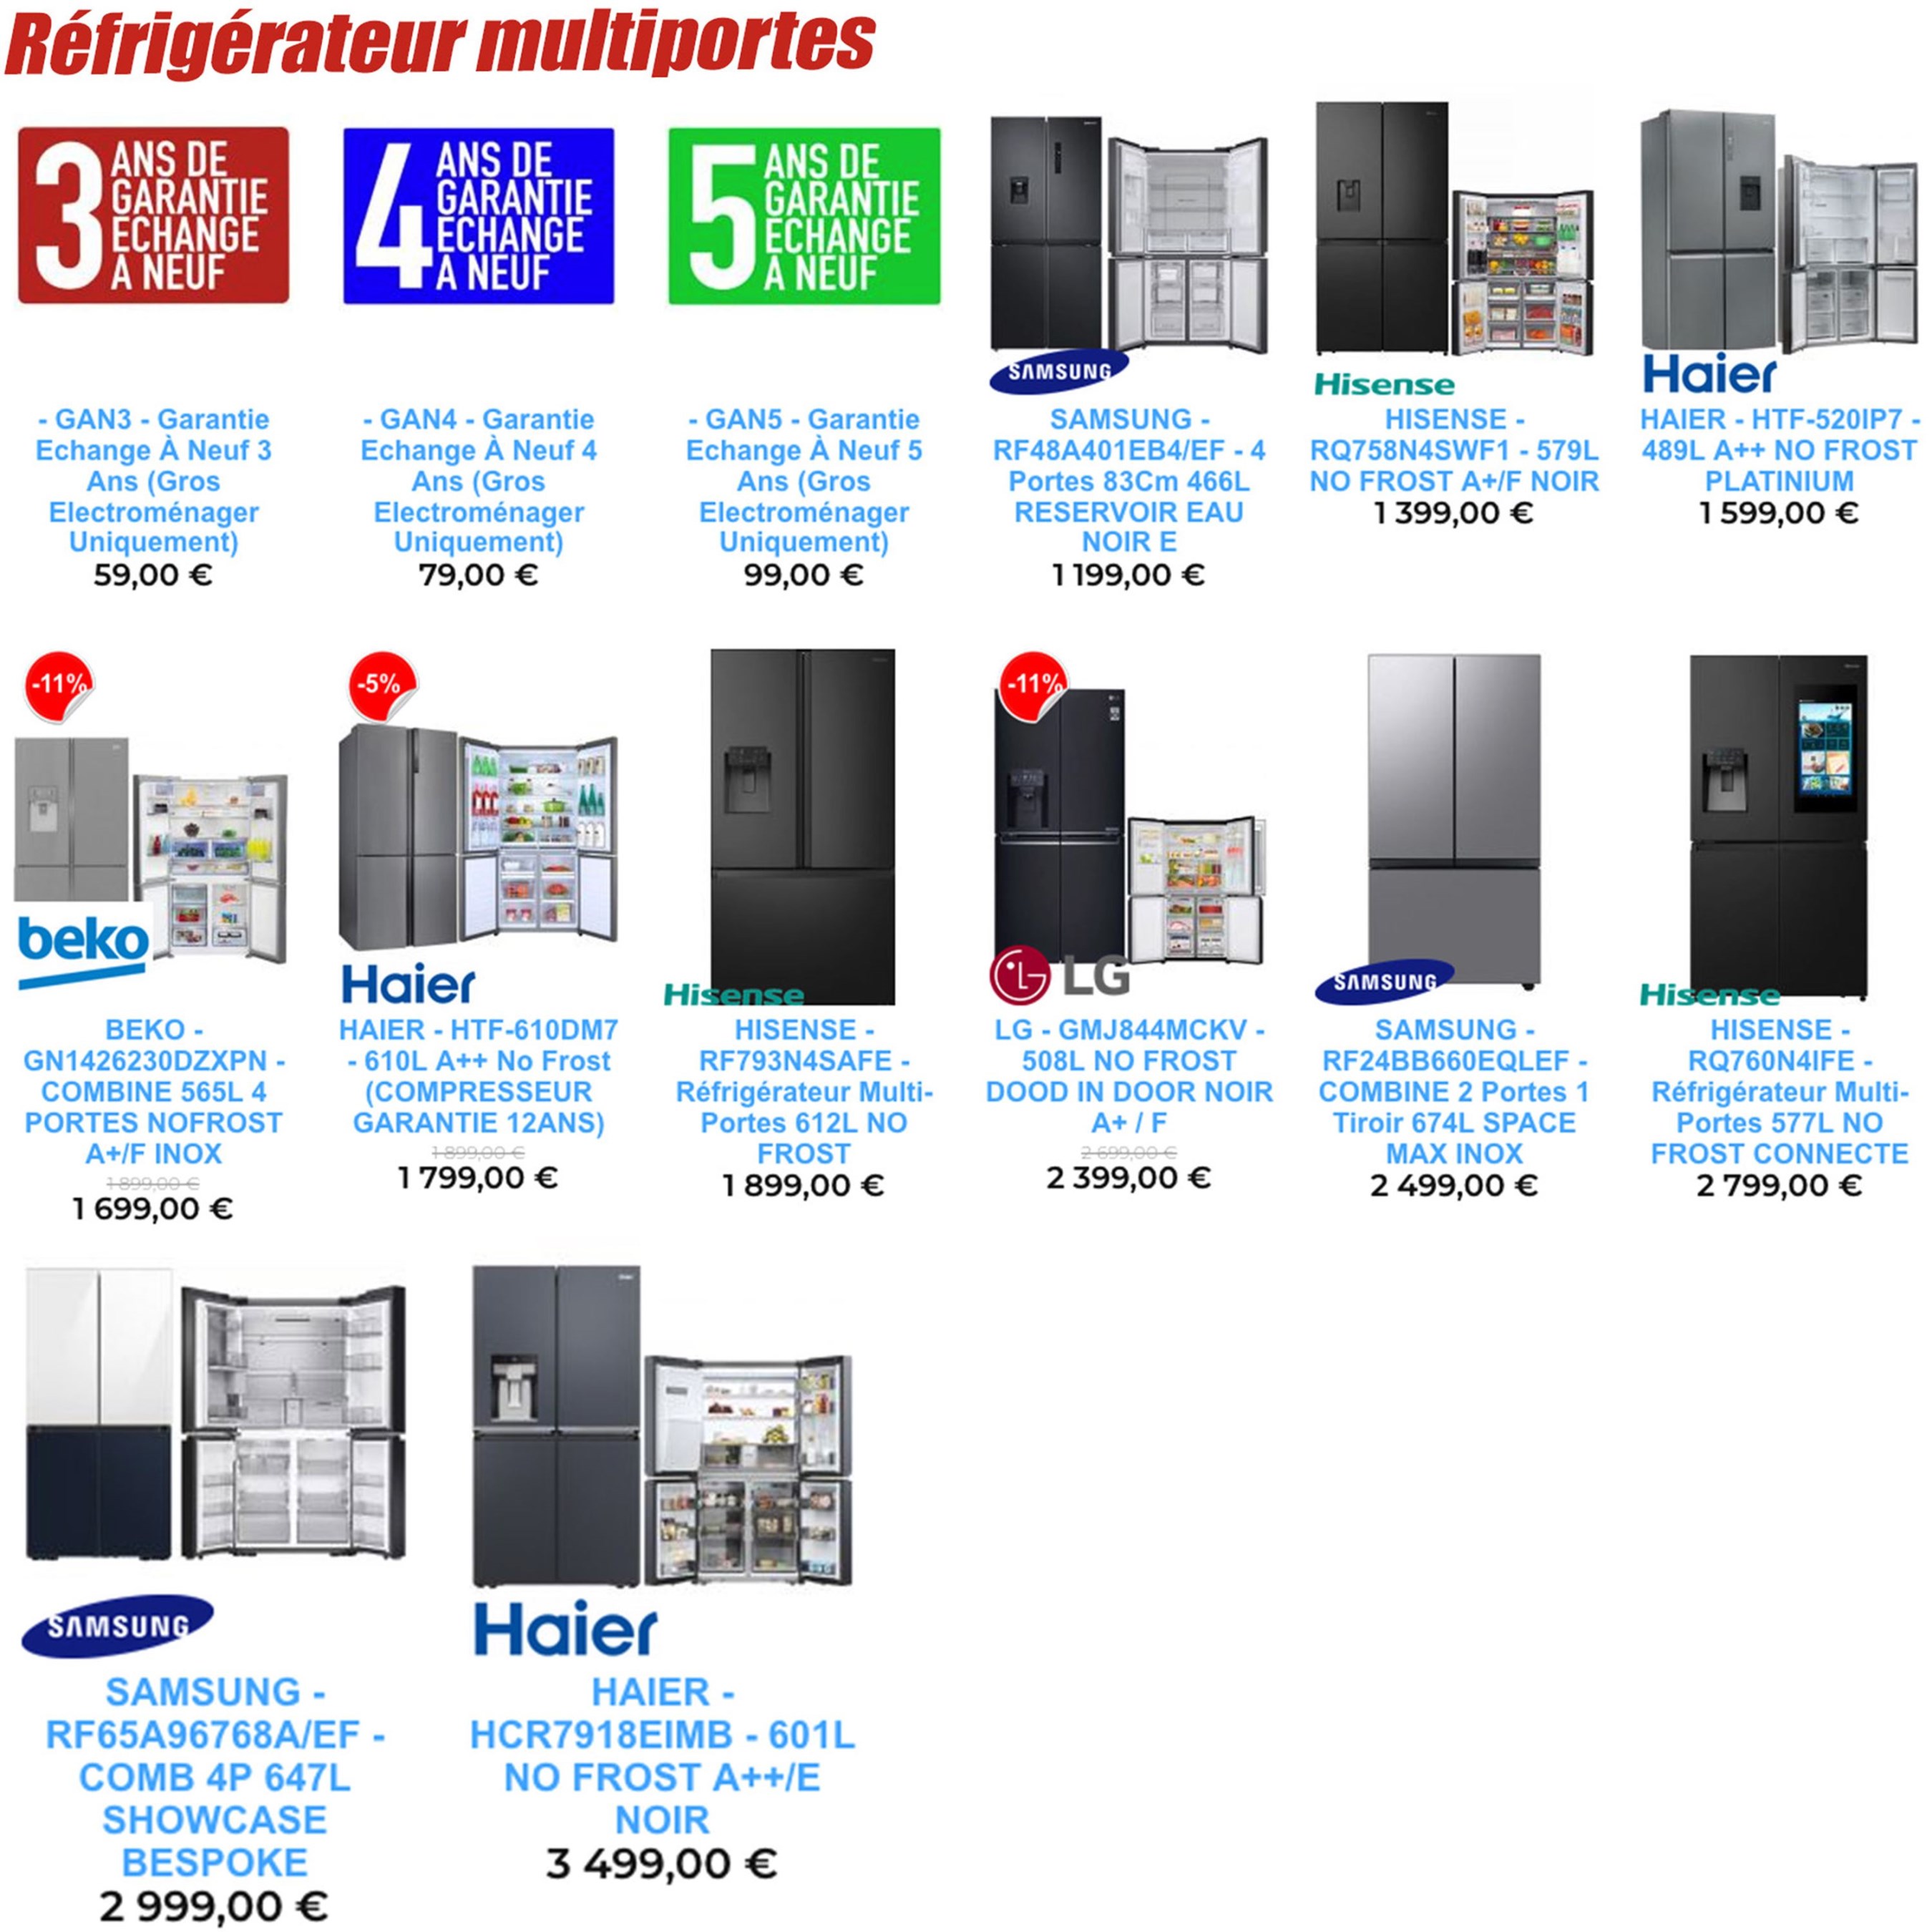 Réfrigérateur multiportes
3 ANS DE
GARANTIE
ECHANGE
A NEUF
4 ANS DE
GARANTIE
ECHANGE
A NEUF
5 ANS DE
GARANTIE
ECHANGE
A NEUF
SAMSUNG
Hisense
Haier
- GAN3 - Garantie
Echange À Neuf 3
Ans (Gros
Electroménager
Uniquement)
59,00 €
- GAN4 - Garantie
Echange À Neuf 4
Ans (Gros
Electroménager
Uniquement)
79,00 €
- GAN5 - Garantie
Echange À Neuf 5
Ans (Gros
Electroménager
Uniquement)
99,00 €
SAMSUNG -
RF48A401EB4/EF - 4
Portes 83Cm 466L
RESERVOIR EAU
NOIR E
1 199,00 €
HISENSE -
RQ758N4SWF1 - 579L
NO FROST A+/F NOIR
1 399,00 €
HAIER - HTF-520IP7 -
489L A++ NO FROST
PLATINIUM
1 599,00 €
-11%
beko
BEKO -
GN1426230DZXPN -
COMBINE 565L 4
PORTES NOFROST
A+/F INOX
1 899,00 €
1 699,00 €
-5%
Haier
HAIER - HTF-610DM7
- 610L A++ No Frost
(COMPRESSEUR
GARANTIE 12ANS)
1 899,00 €
1 799,00 €
Hisense
HISENSE -
RF793N4SAFE -
Réfrigérateur Multi-
Portes 612L NO
FROST
1 899,00 €
-11%
LG
LG - GMJ844MCKV -
508L NO FROST
DOOD IN DOOR NOIR
A+ / F
2 699,00 €
2 399,00 €
SAMSUNG
SAMSUNG -
RF24BB660EQLEF -
COMBINE 2 Portes 1
Tiroir 674L SPACE
MAX INOX
2 499,00 €
Hisense
HISENSE -
RQ760N4IFE -
Réfrigérateur Multi-
Portes 577L NO
FROST CONNECTE
2 799,00 €
SAMSUNG
SAMSUNG -
RF65A96768A/EF -
COMB 4P 647L
SHOWCASE
BESPOKE
2 999,00 €
Haier
HAIER -
HCR7918EIMB - 601L
NO FROST A++/E
NOIR
3 499,00 €